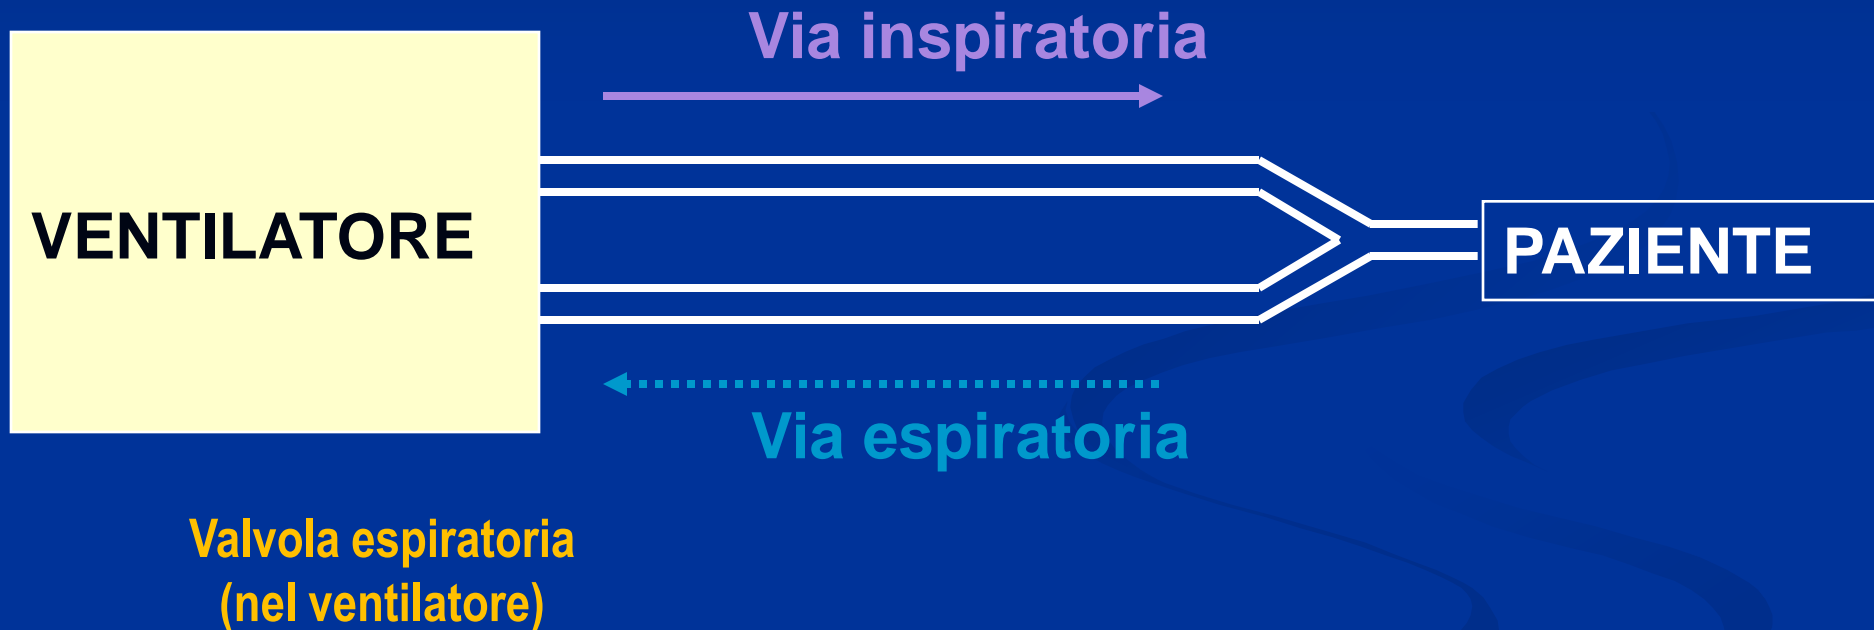 Via inspiratoria
VENTILATORE
PAZIENTE
Via espiratoria
Valvola espiratoria
(nel ventilatore)